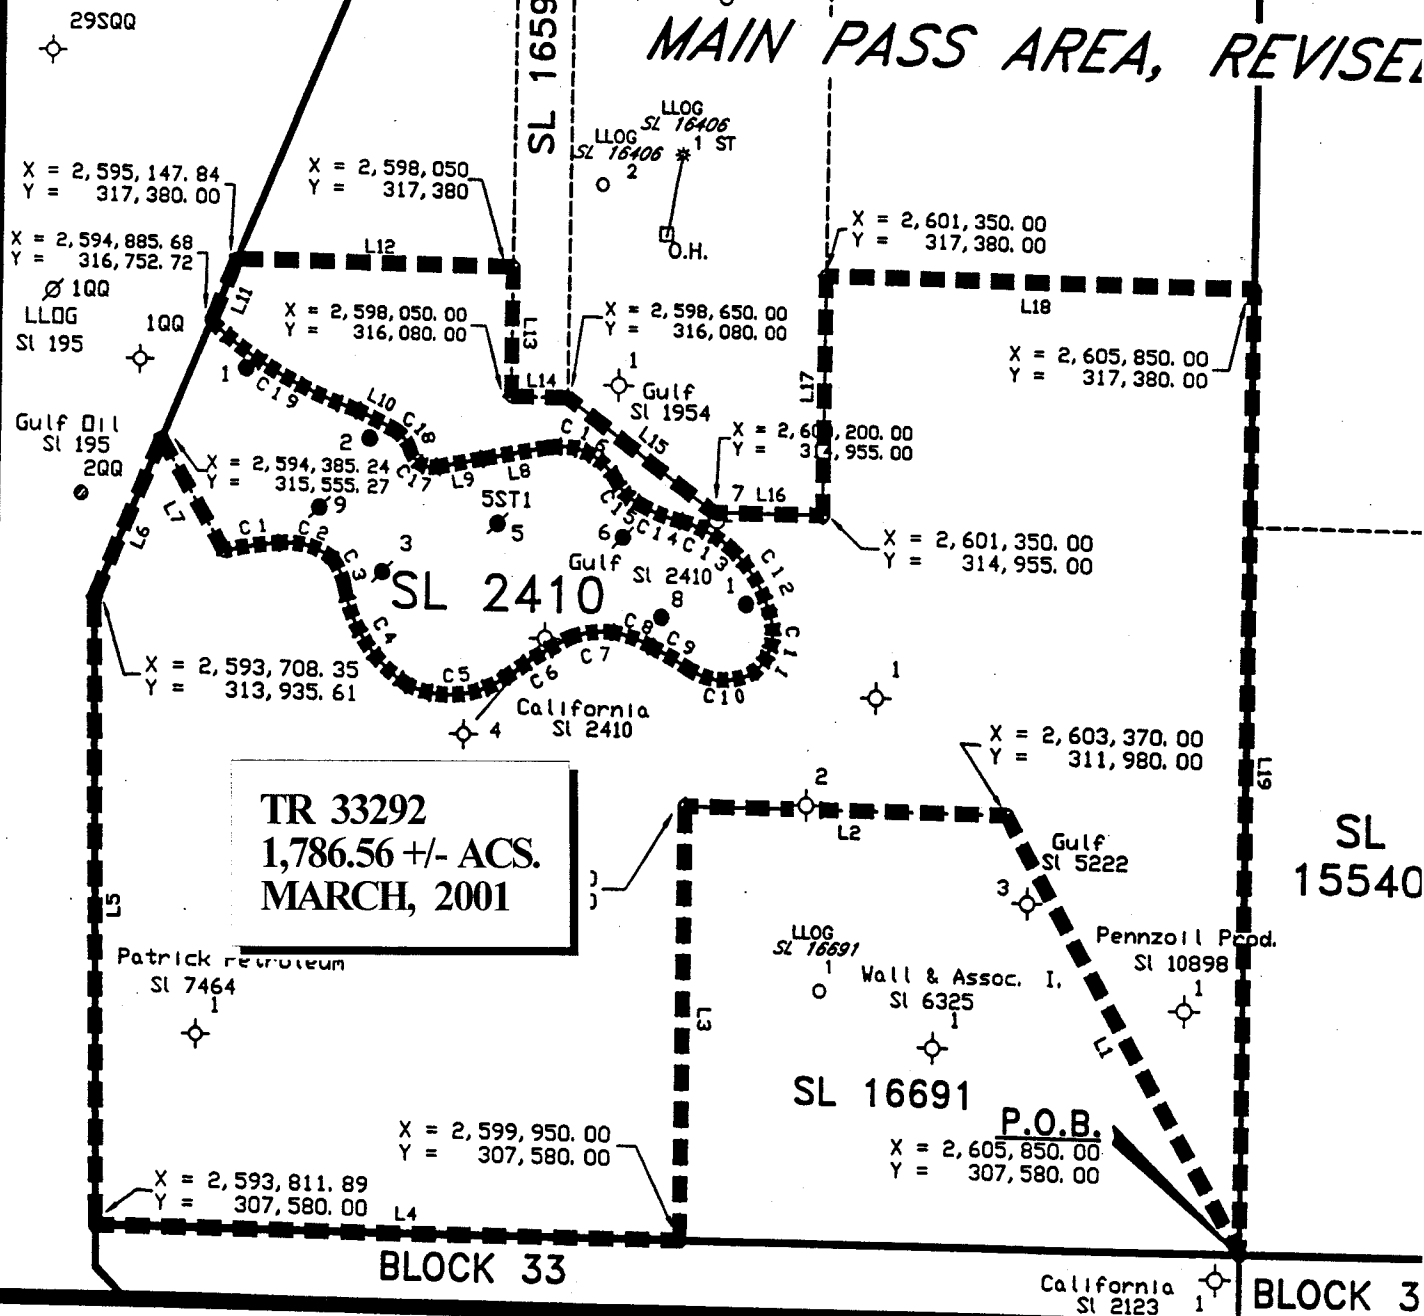 29SQQ
SL 1659
MAIN PASS AREA, REVISED
LLOG
SL 16406
1 ST
LLOG
SL 16406
2
O.H.
X = 2,595,147.84
Y = 317,380.00
X = 2,598,050
Y = 317,380
X = 2,594,885.68
Y = 316,752.72
L12
X = 2,601,350.00
Y = 317,380.00
1QQ
LLOG
Sl 195
1QQ
L11
X = 2,598,050.00
Y = 316,080.00
L13
X = 2,598,650.00
Y = 316,080.00
L18
X = 2,605,850.00
Y = 317,380.00
1
C19
L10
C18
L14
1
Gulf
Sl 1954
L17
L15
Gulf Oil
Sl 195
2QQ
2
X = 2,594,385.24
Y = 315,555.27
C17
L9
L8
C16
X = 2,600,200.00
Y = 314,955.00
7
L16
L6
L7
9
5ST1
5
C15
C14
C13
C12
6
X = 2,601,350.00
Y = 314,955.00
C1
C2
C3
3
SL 2410
Gulf
Sl 2410
1
8
C4
C5
C6
C7
C8
C9
C10
C11
X = 2,593,708.35
Y = 313,935.61
California
Sl 2410
4
1
X = 2,603,370.00
Y = 311,980.00
L19
TR 33292
1,786.56 +/- ACS.
MARCH, 2001
2
L2
Gulf
Sl 5222
3
SL
15540
L5
Patrick Petroleum
Sl 7464
1
LLOG
SL 16691
1
Wall & Assoc. I.
Sl 6325
1
Pennzoil Prod.
Sl 10898
1
L3
L1
SL 16691
P.O.B.
X = 2,605,850.00
Y = 307,580.00
X = 2,599,950.00
Y = 307,580.00
X = 2,593,811.89
Y = 307,580.00
L4
BLOCK 33
California
Sl 2123
1
BLOCK 3